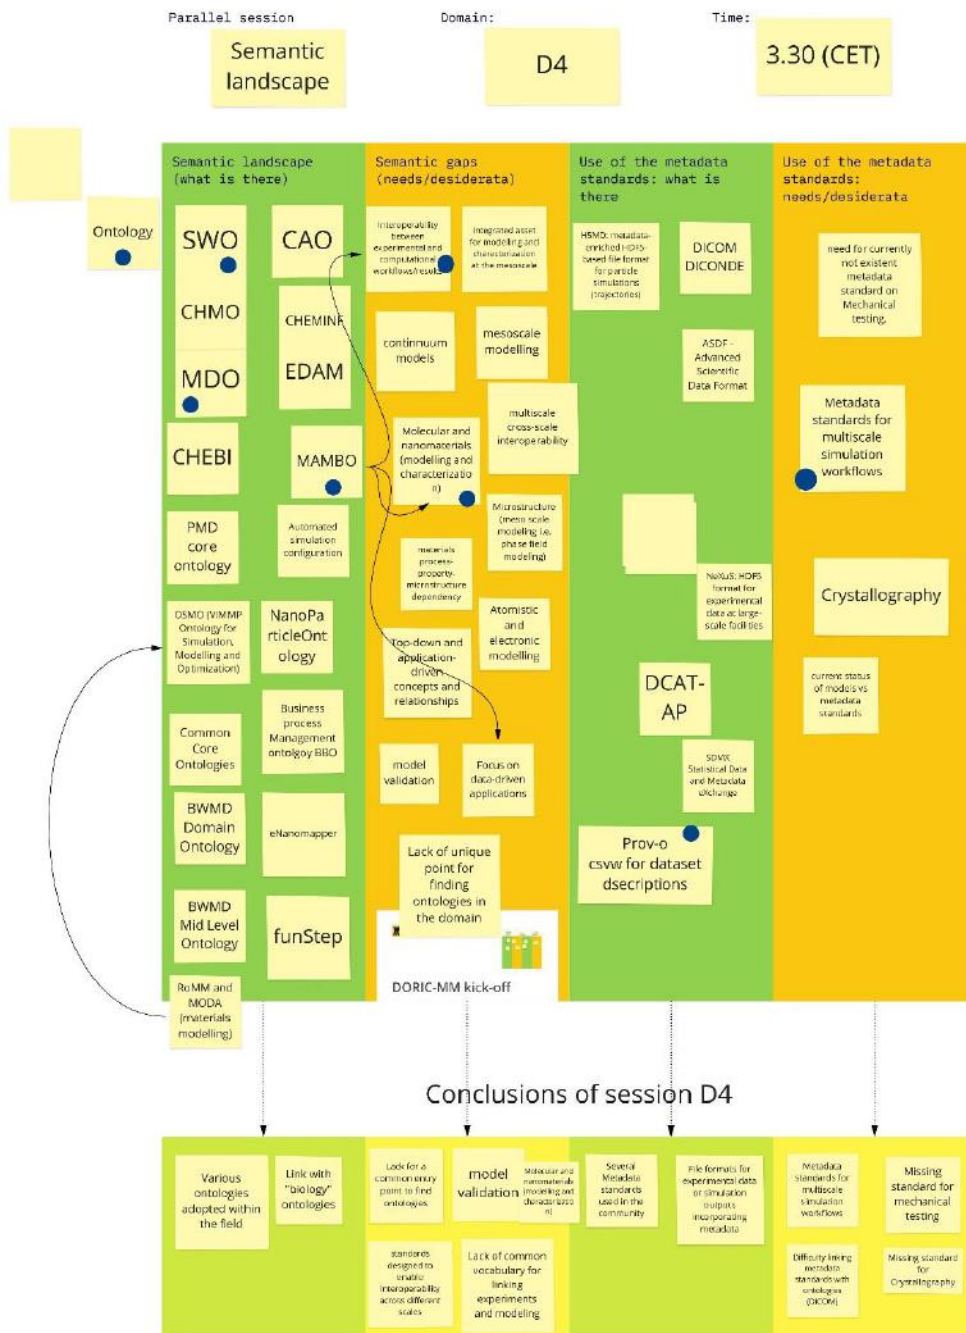 Parallel session
Domain:
Time:
Semantic
landscape
D4
3.30 (CET)
Ontology
Semantic landscape
(what is there)
SWO
CAO
CHMO
CHEMINF
MDO
EDAM
CHEBI
MAMBO
PMD
core
ontology
Automated
simulation
configuration
OSMO (VIMMP
Ontology for
Simulation,
Modelling and
Optimization)
NanoPa
rticleOnt
ology
Common
Core
Ontologies
Business
process
Management
ontolgoy BBO
BWMD
Domain
Ontology
eNanomapper
BWMD
Mid Level
Ontology
funStep
RoMM and
MODA
(materials
modelling)
Semantic gaps
(needs/desiderata)
Interoperability
between
experimental and
computational
workflows/results
Integrated asset
for modelling and
characterization
at the mesoscale
continnuum
models
mesoscale
modelling
multiscale
cross-scale
interoperability
Molecular and
nanomaterials
(modelling and
characterizatio
n)
Microstructure
(meso scale
modeling i.e.
phase field
modeling)
materials
process-
property-
microstructure
dependency
Atomistic
and
electronic
modelling
Top-down and
application-
driven
concepts and
relationships
model
validation
Focus on
data-driven
applications
Lack of unique
point for
finding
ontologies in
the domain
DORIC-MM kick-off
Use of the metadata
standards: what is
there
H5MD: metadata-
enriched HDF5-
based file format
for particle
simulations
(trajectories)
DICOM
DICONDE
ASDF -
Advanced
Scientific
Data Format
NeXuS: HDF5
format for
experimental
data at large-
scale facilities
DCAT-
AP
SDMX
Statistical Data
and Metadata
eXchange
Prov-o
csvw for dataset
dsecriptions
Use of the metadata
standards:
needs/desiderata
need for currently
not existent
metadata
standard on
Mechanical
testing,
Metadata
standards for
multiscale
simulation
workflows
Crystallography
current status
of models vs
metadata
standards
Conclusions of session D4
Various
ontologies
adopted within
the field
Link with
"biology"
ontologies
Lack for a
common entry
point to find
ontologies
model
validation
Molecular and
nanomaterials
(modelling and
characterizatio
n)
standards
designed to
enable
interoperability
across different
scales
Lack of common
vocabulary for
linking
experiments
and modeling
Several
Metadata
standards
used in the
community
File formats for
experimental data
or simulation
outputs
incorporating
metadata
Metadata
Standards for
multiscale
simulation
workflows
Missing
standard for
mechanical
testing
Difficulty linking
metadata
standards with
ontologies
(DICOM)
Missing standard
for
Crystallography